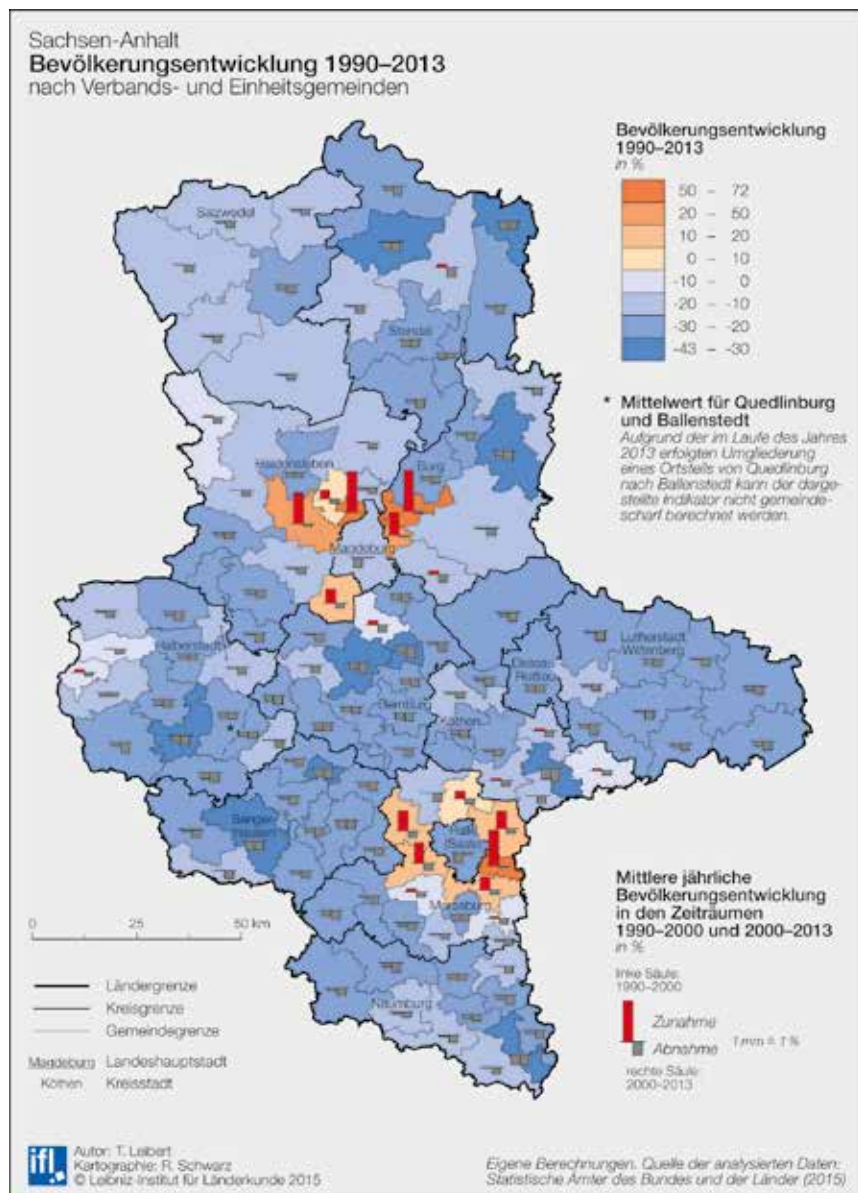 Sachsen-Anhalt
Bevölkerungsentwicklung 1990–2013
nach Verbands- und Einheitsgemeinden
Bevölkerungsentwicklung
1990–2013
in %
50 – 72
20 – 50
10 – 20
0 – 10
-10 – 0
-20 – -10
-30 – -20
-43 – -30
* Mittelwert für Quedlinburg
und Ballenstedt
Aufgrund der im Laufe des Jahres
2013 erfolgten Umgliederung
eines Ortsteils von Quedlinburg
nach Ballenstedt kann der darge-
stellte Indikator nicht gemeinde-
scharf berechnet werden.
Salzwedel
Stendal
Haldensleben
Burg
Magdeburg
Halberstadt
Lutherstadt
Wittenberg
Dessau-
Roßlau
Bernburg
Köthen
*
Sanger-
hausen
Halle
(Saale)
Merseburg
Naumburg
0 25 50 km
Ländergrenze
Kreisgrenze
Gemeindegrenze
Magdeburg Landeshauptstadt
Köthen Kreisstadt
Mittlere jährliche
Bevölkerungsentwicklung
in den Zeiträumen
1990–2000 und 2000–2013
in %
linke Säule:
1990–2000
Zunahme
Abnahme
1 mm = 1 %
rechte Säule:
2000–2013
ifl
Autor: T. Leibert
Kartographie: R. Schwarz
© Leibniz-Institut für Länderkunde 2015
Eigene Berechnungen. Quelle der analysierten Daten:
Statistische Ämter des Bundes und der Länder (2015)